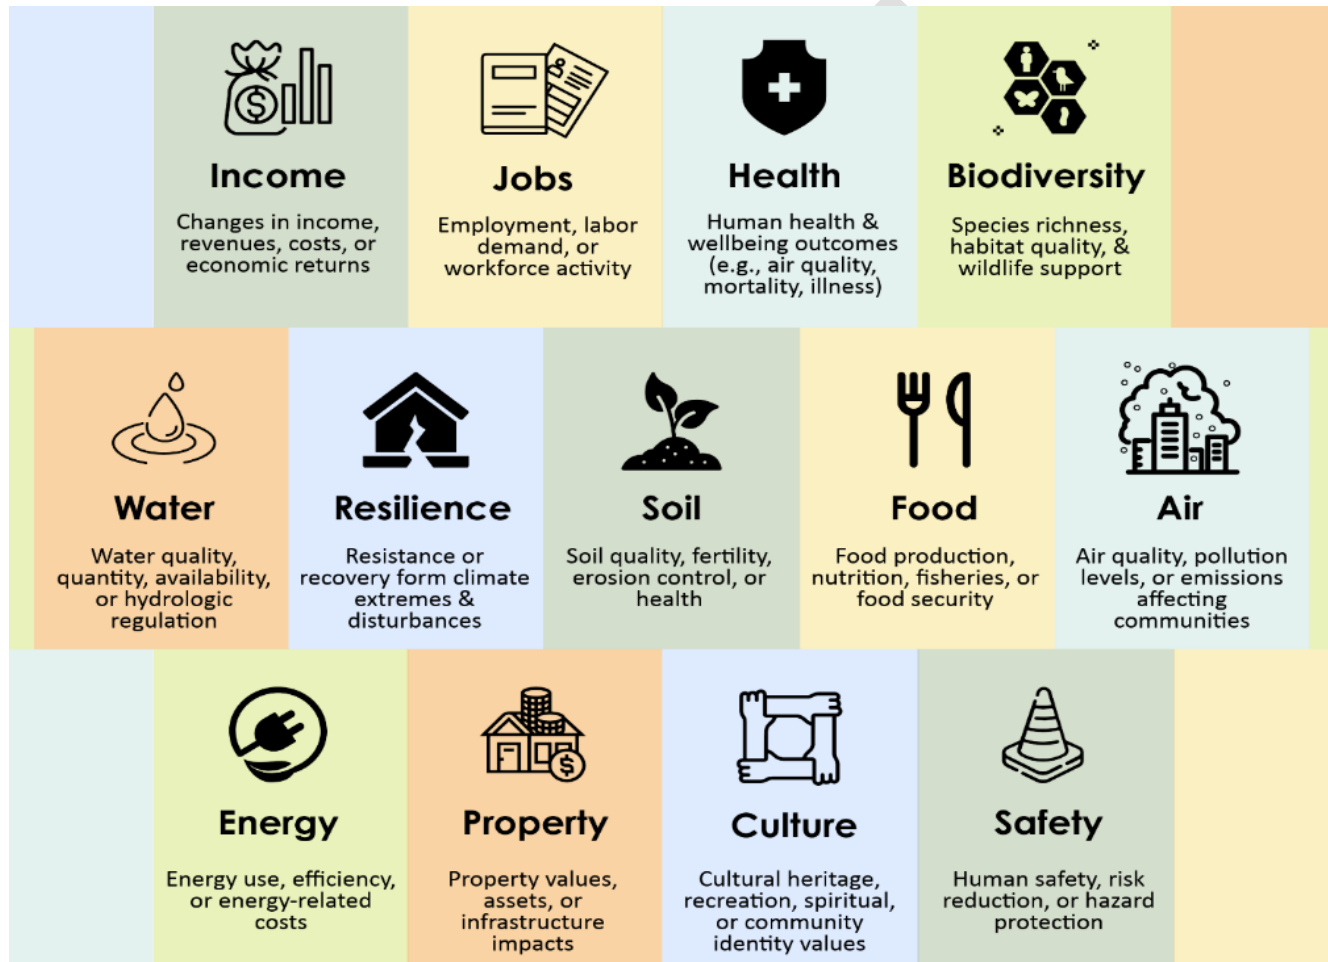 Income
Changes in income,
revenues, costs, or
economic returns
Jobs
Employment, labor
demand, or
workforce activity
Health
Human health &
wellbeing outcomes
(e.g., air quality,
mortality, illness)
Biodiversity
Species richness,
habitat quality, &
wildlife support
Water
Water quality,
quantity, availability,
or hydrologic
regulation
Resilience
Resistance or
recovery form climate
extremes &
disturbances
Soil
Soil quality, fertility,
erosion control, or
health
Food
Food production,
nutrition, fisheries, or
food security
Air
Air quality, pollution
levels, or emissions
affecting
communities
Energy
Energy use, efficiency,
or energy-related
costs
Property
Property values,
assets, or
infrastructure
impacts
Culture
Cultural heritage,
recreation, spiritual,
or community
identity values
Safety
Human safety, risk
reduction, or hazard
protection